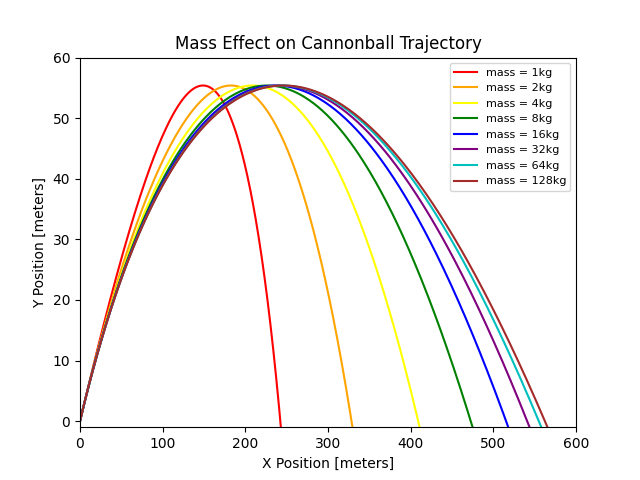 Mass Effect on Cannonball Trajectory
60
50
40
30
20
10
0
Y Position [meters]
mass = 1kg
mass = 2kg
mass = 4kg
mass = 8kg
mass = 16kg
mass = 32kg
mass = 64kg
mass = 128kg
0 100 200 300 400 500 600
X Position [meters]